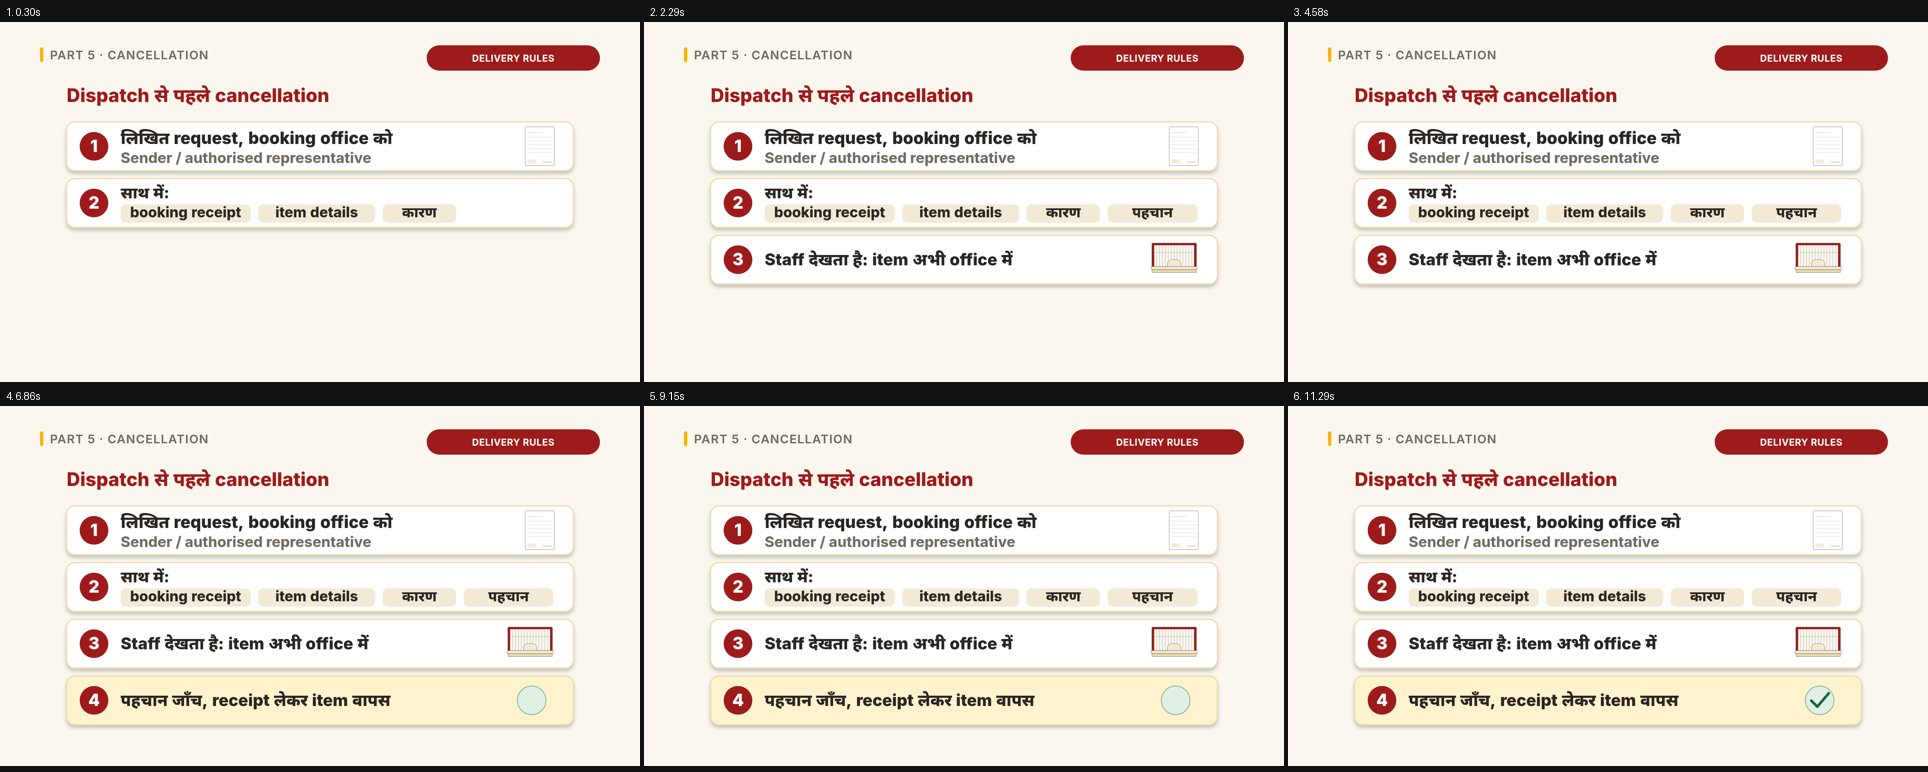 1. 0.30s
PART 5 · CANCELLATION
DELIVERY RULES
Dispatch से पहले cancellation
1 लिखित request, booking office को
Sender / authorised representative
2 साथ में:
booking receipt item details कारण
2. 2.29s
PART 5 · CANCELLATION
DELIVERY RULES
Dispatch से पहले cancellation
1 लिखित request, booking office को
Sender / authorised representative
2 साथ में:
booking receipt item details कारण पहचान
3 Staff देखता है: item अभी office में
3. 4.58s
PART 5 · CANCELLATION
DELIVERY RULES
Dispatch से पहले cancellation
1 लिखित request, booking office को
Sender / authorised representative
2 साथ में:
booking receipt item details कारण पहचान
3 Staff देखता है: item अभी office में
4. 6.86s
PART 5 · CANCELLATION
DELIVERY RULES
Dispatch से पहले cancellation
1 लिखित request, booking office को
Sender / authorised representative
2 साथ में:
booking receipt item details कारण पहचान
3 Staff देखता है: item अभी office में
4 पहचान जाँच, receipt लेकर item वापस
5. 9.15s
PART 5 · CANCELLATION
DELIVERY RULES
Dispatch से पहले cancellation
1 लिखित request, booking office को
Sender / authorised representative
2 साथ में:
booking receipt item details कारण पहचान
3 Staff देखता है: item अभी office में
4 पहचान जाँच, receipt लेकर item वापस
6. 11.29s
PART 5 · CANCELLATION
DELIVERY RULES
Dispatch से पहले cancellation
1 लिखित request, booking office को
Sender / authorised representative
2 साथ में:
booking receipt item details कारण पहचान
3 Staff देखता है: item अभी office में
4 पहचान जाँच, receipt लेकर item वापस